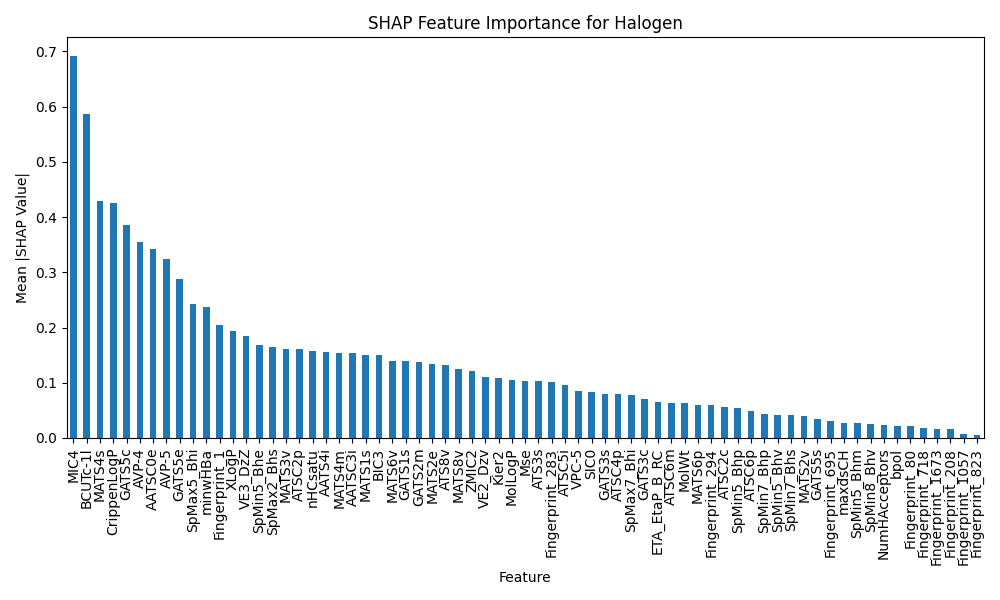 SHAP Feature Importance for Halogen
Mean |SHAP Value|
0.7
0.6
0.5
0.4
0.3
0.2
0.1
0.0
MIC4
BCUTc-1l
MATS4s
CrippenLogP
GATS5c
AVP-4
AATSC0e
AVP-5
GATS5e
SpMax5_Bhi
minwHBa
Fingerprint_1
XLogP
VE3_DzZ
SpMin5_Bhe
SpMax2_Bhs
MATS3v
ATSC2p
nHCsatu
AATS4i
MATS4m
AATSC3i
MATS1s
BIC3
MATS6v
GATS1s
GATS2m
MATS2e
ATS8v
MATS8v
ZMIC2
VE2_Dzv
Kier2
MolLogP
Mse
ATS3s
Fingerprint_283
ATSC5i
VPC-5
SIC0
GATS3s
ATSC4p
SpMax7_Bhi
GATS3c
ETA_EtaP_B_RC
ATSC6m
MolWt
MATS6p
Fingerprint_294
ATSC2c
SpMin5_Bhp
ATSC6p
SpMin7_Bhp
SpMin5_Bhv
SpMin7_Bhs
MATS2v
GATS5s
Fingerprint_695
maxdsCH
SpMin5_Bhm
SpMin8_Bhv
NumHAcceptors
bpol
Fingerprint_80
Fingerprint_718
Fingerprint_1673
Fingerprint_208
Fingerprint_1057
Fingerprint_823
Feature